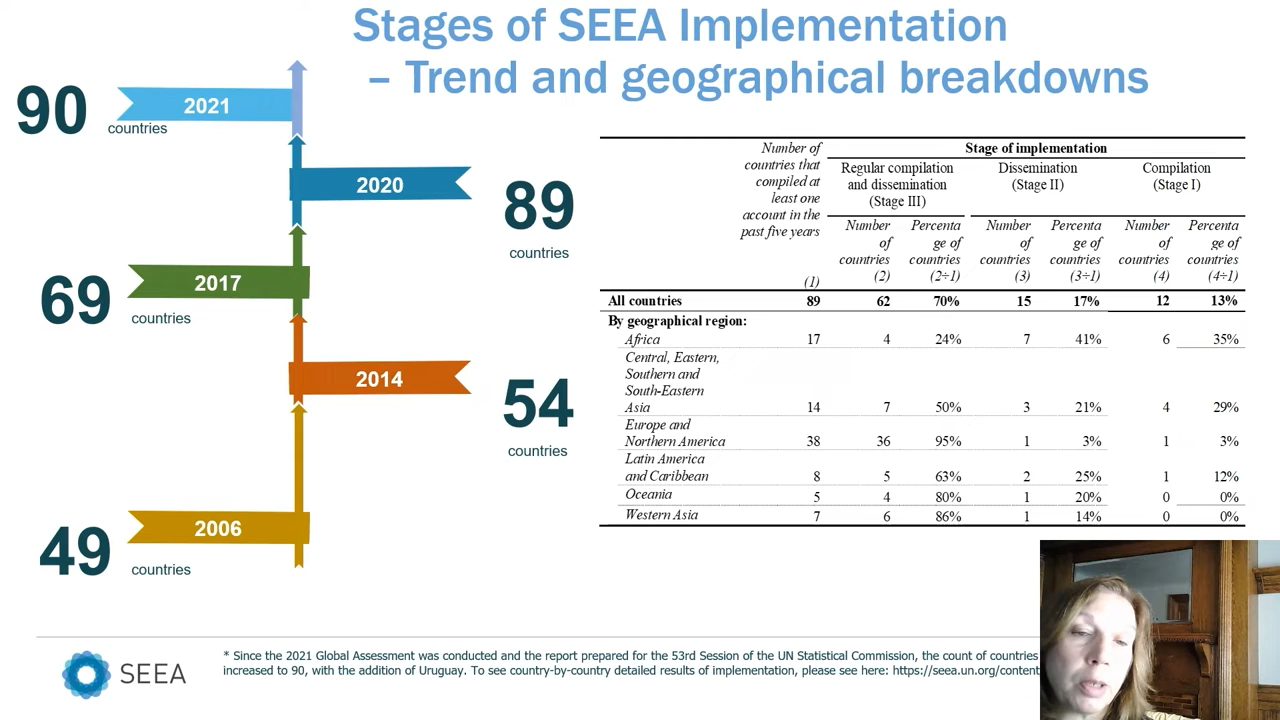 Stages of SEEA Implementation
– Trend and geographical breakdowns
90
countries
2021
2020
89
countries
69
countries
2017
2014
54
countries
49
countries
2006
Number of
countries that
compiled at
least one
account in the
past five years
(1)
Stage of implementation
Regular compilation
and dissemination
(Stage III)
Dissemination
(Stage II)
Compilation
(Stage I)
Number
of
countries
(2)
Percenta
ge of
countries
(2÷1)
Number
of
countries
(3)
Percenta
ge of
countries
(3÷1)
Number
of
countries
(4)
Percenta
ge of
countries
(4÷1)
All countries 89 62 70% 15 17% 12 13%
By geographical region:
Africa 17 4 24% 7 41% 6 35%
Central, Eastern,
Southern and
South-Eastern
Asia 14 7 50% 3 21% 4 29%
Europe and
Northern America 38 36 95% 1 3% 1 3%
Latin America
and Caribbean 8 5 63% 2 25% 1 12%
Oceania 5 4 80% 1 20% 0 0%
Western Asia 7 6 86% 1 14% 0 0%
SEEA
* Since the 2021 Global Assessment was conducted and the report prepared for the 53rd Session of the UN Statistical Commission, the count of countries
increased to 90, with the addition of Uruguay. To see country-by-country detailed results of implementation, please see here: https://seea.un.org/content